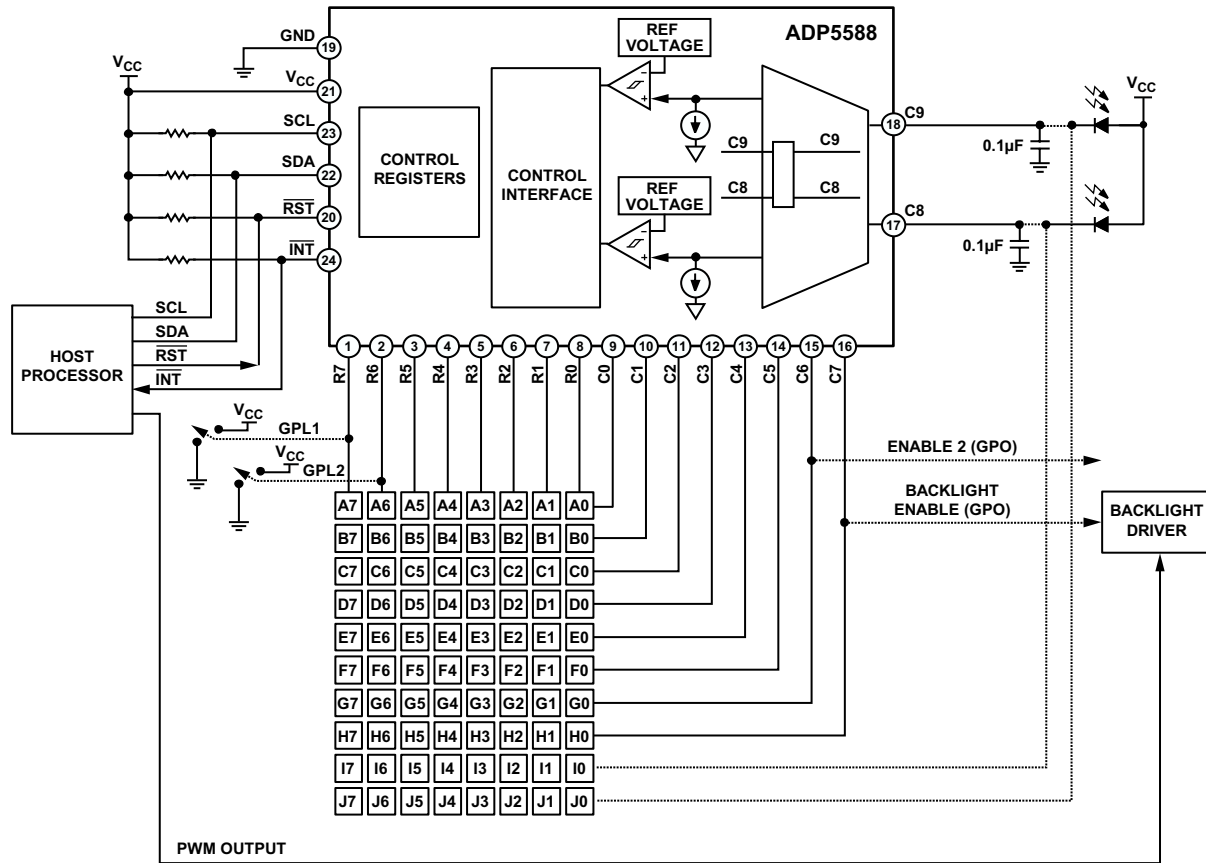 ADP5588
REF
VOLTAGE
GND
19
VCC
VCC
21
SCL
23
SDA
22
RST
20
INT
24
CONTROL
REGISTERS
CONTROL
INTERFACE
–
+
REF
VOLTAGE
–
+
C9
C9
C8
C8
18
C9
17
C8
0.1µF
0.1µF
VCC
HOST
PROCESSOR
SCL
SDA
RST
INT
1 2 3 4 5 6 7 8 9 10 11 12 13 14 15 16
R7 R6 R5 R4 R3 R2 R1 R0 C0 C1 C2 C3 C4 C5 C6 C7
VCC
GPL1
VCC
GPL2
ENABLE 2 (GPO)
BACKLIGHT
ENABLE (GPO)
BACKLIGHT
DRIVER
A7 A6 A5 A4 A3 A2 A1 A0
B7 B6 B5 B4 B3 B2 B1 B0
C7 C6 C5 C4 C3 C2 C1 C0
D7 D6 D5 D4 D3 D2 D1 D0
E7 E6 E5 E4 E3 E2 E1 E0
F7 F6 F5 F4 F3 F2 F1 F0
G7 G6 G5 G4 G3 G2 G1 G0
H7 H6 H5 H4 H3 H2 H1 H0
I7 I6 I5 I4 I3 I2 I1 I0
J7 J6 J5 J4 J3 J2 J1 J0
PWM OUTPUT